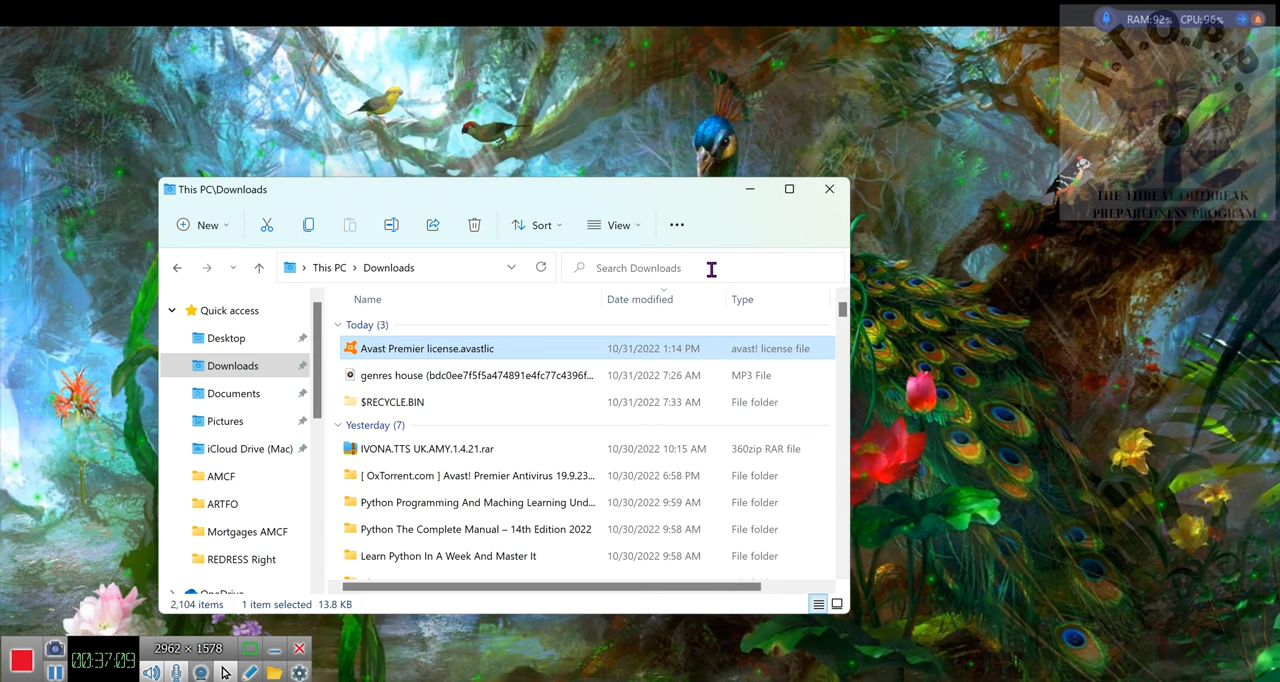 RAM:92% CPU:96%
T.T.O.P.P.
THE THREAT OUTBREAK
PREPAREDNESS PROGRAM
This PC\Downloads
New
Sort
View
This PC > Downloads
Search Downloads
Name Date modified Type
Quick access
Desktop
Downloads
Documents
Pictures
iCloud Drive (Mac)
AMCF
ARTFO
Mortgages AMCF
REDRESS Right
OneDrive
Today (3)
Avast Premier license.avastlic 10/31/2022 1:14 PM avast! license file
genres house (bdc0ee7f5f5a474891e4fc77c4396f... 10/31/2022 7:26 AM MP3 File
$RECYCLE.BIN 10/31/2022 7:33 AM File folder
Yesterday (7)
IVONA.TTS UK.AMY.1.4.21.rar 10/30/2022 10:15 AM 360zip RAR file
[ OxTorrent.com ] Avast! Premier Antivirus 19.9.23... 10/30/2022 6:58 PM File folder
Python Programming And Maching Learning Und... 10/30/2022 9:59 AM File folder
Python The Complete Manual – 14th Edition 2022 10/30/2022 9:58 AM File folder
Learn Python In A Week And Master It 10/30/2022 9:58 AM File folder
2,104 items 1 item selected 13.8 KB
2962 × 1578
00:37:09